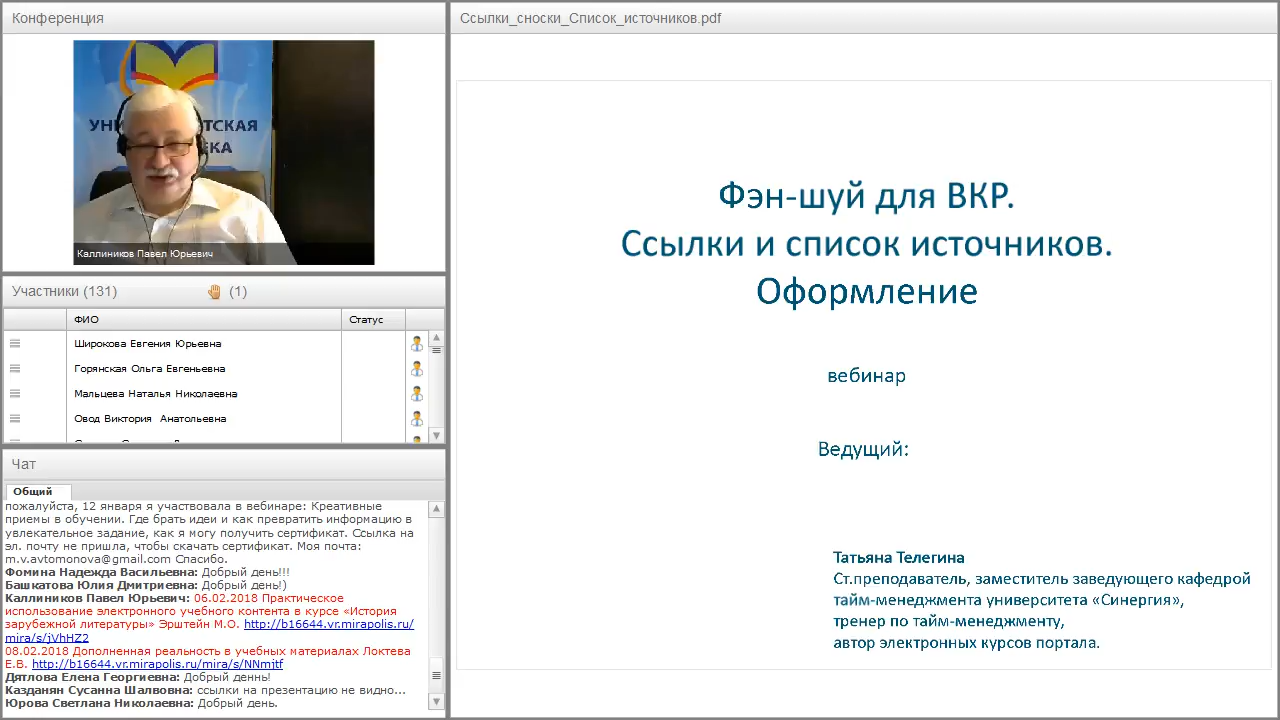 Конференция
УНИ
ТСКАЯ
КА
Каллиников Павел Юрьевич
Участники (131)
(1)
ФИО
Статус
Широкова Евгения Юрьевна
Горянская Ольга Евгеньевна
Мальцева Наталья Николаевна
Овод Виктория Анатольевна
Чат
Общий
пожалуйста, 12 января я участвовала в вебинаре: Креативные
приемы в обучении. Где брать идеи и как превратить информацию в
увлекательное задание, как я могу получить сертификат. Ссылка на
эл. почту не пришла, чтобы скачать сертификат. Моя почта:
m.v.avtomonova@gmail.com Спасибо.
Фомина Надежда Васильевна: Добрый день!!!
Башкатова Юлия Дмитриевна: Добрый день!)
Каллиников Павел Юрьевич: 06.02.2018 Практическое
использование электронного учебного контента в курсе «История
зарубежной литературы» Эрштейн М.О. http://b16644.vr.mirapolis.ru/
mira/s/jVhHZ2
08.02.2018 Дополненная реальность в учебных материалах Локтева
Е.В. http://b16644.vr.mirapolis.ru/mira/s/NNmjtf
Дятлова Елена Георгиевна: Добрый деннь!
Казданян Сусанна Шалвовна: ссылки на презентацию не видно...
Юрова Светлана Николаевна: Добрый день.
Ссылки_сноски_Список_источников.pdf
Фэн-шуй для ВКР.
Ссылки и список источников.
Оформление
вебинар
Ведущий:
Татьяна Телегина
Ст.преподаватель, заместитель заведующего кафедрой
тайм-менеджмента университета «Синергия»,
тренер по тайм-менеджменту,
автор электронных курсов портала.